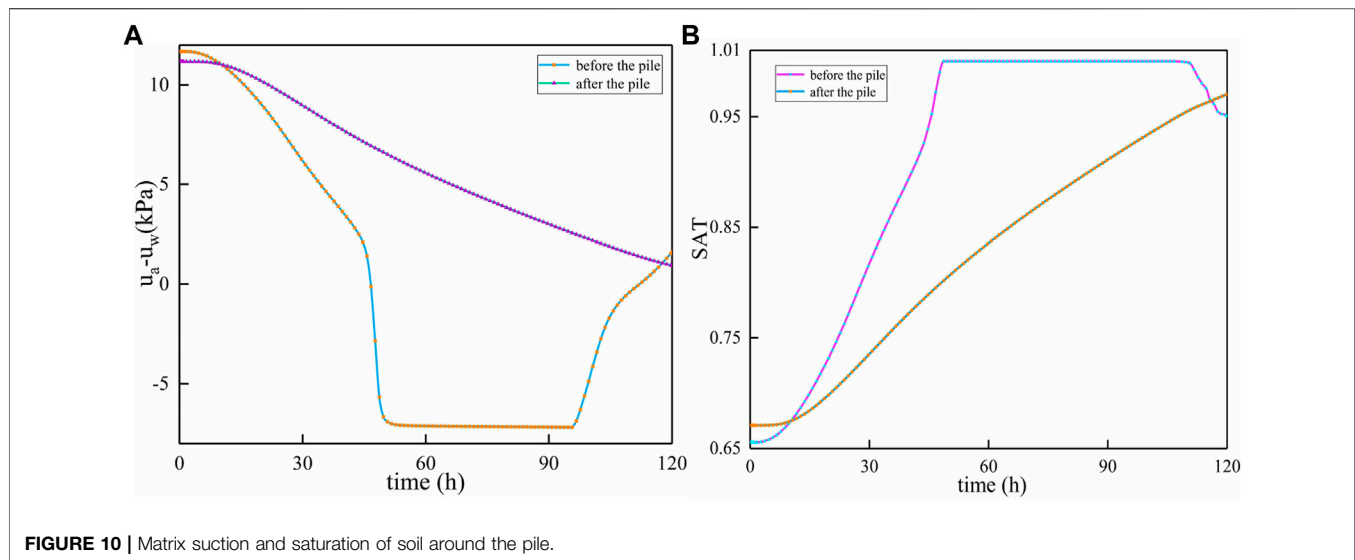 A
before the pile
after the pile
10
5
0
-5
u_a-u_w(kPa)
0
30
60
90
120
time (h)
B
before the pile
after the pile
1.01
0.95
0.85
0.75
0.65
SAT
0
30
60
90
120
time (h)
FIGURE 10 | Matrix suction and saturation of soil around the pile.